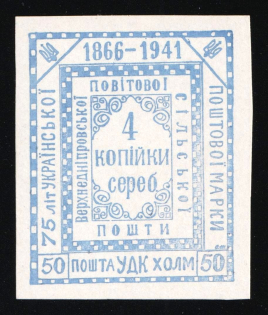 1866-1941
75 ЛІТ УКРАЇНСЬКОЇ
ПОШТОВОЇ МАРКИ
Верхнедніпровської
ПОВІТОВОЇ
СІЛЬСЬКОЇ
ПОШТИ
4
КОПІЙКИ
сереб.
50 ПОШТА УДК ХОЛМ 50